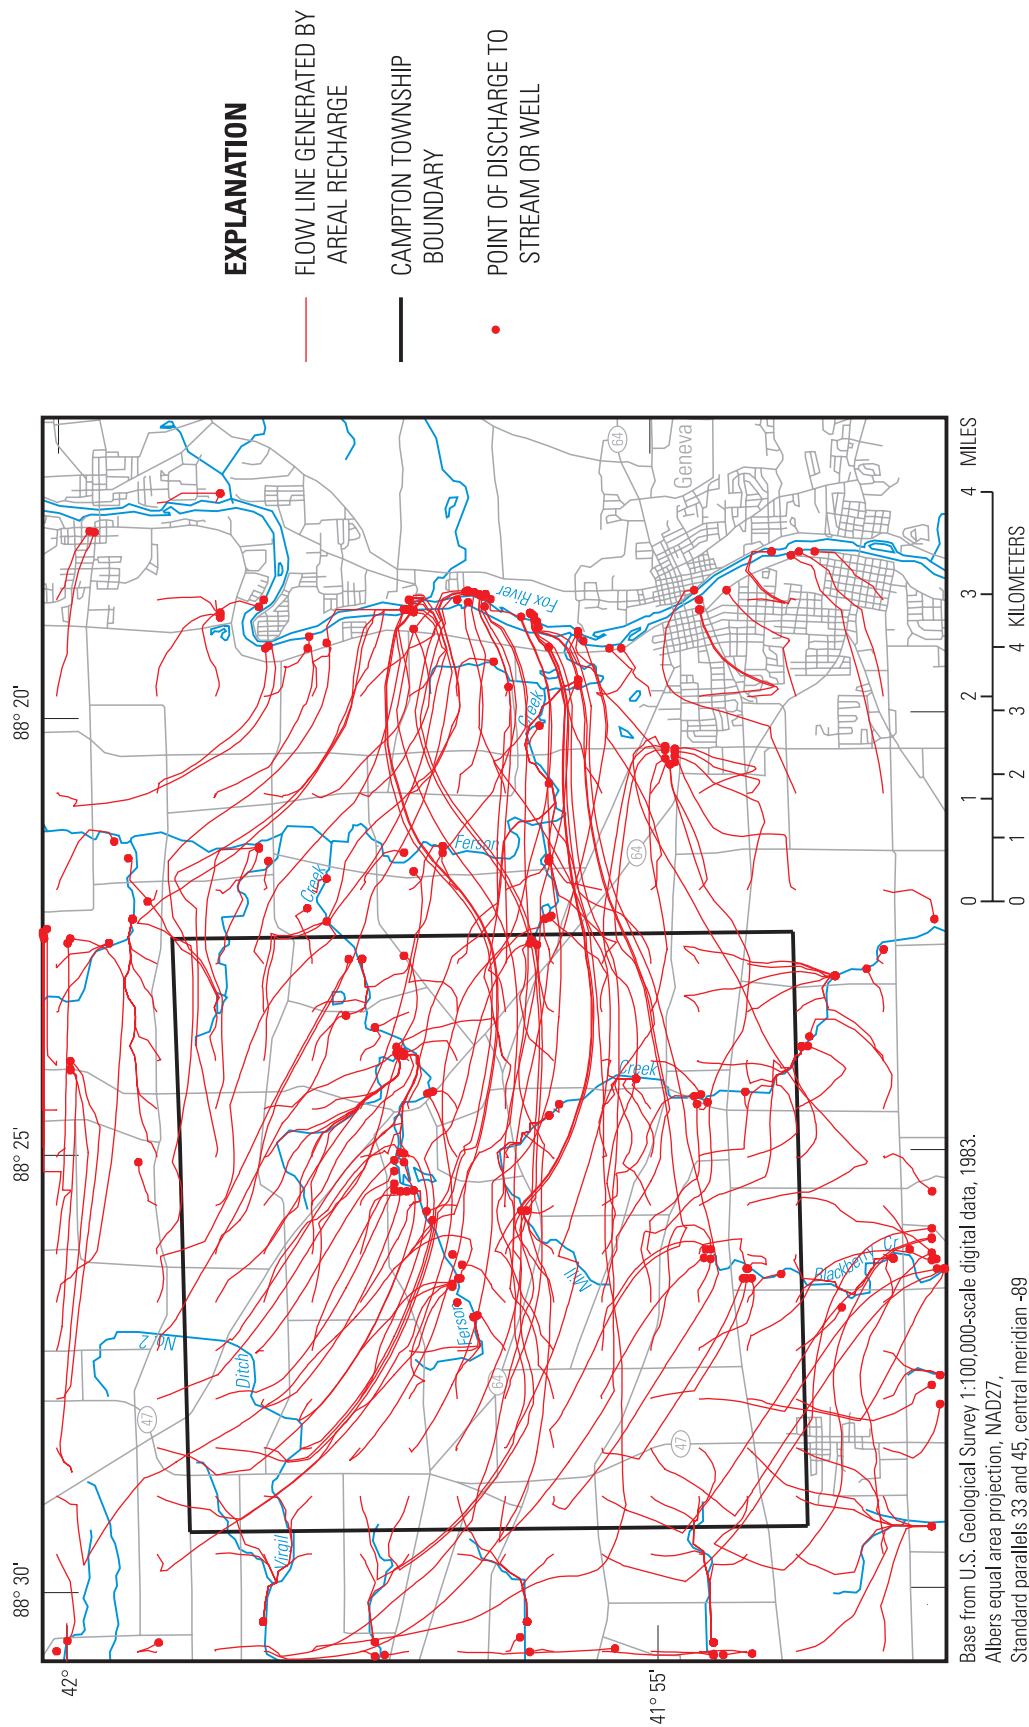 EXPLANATION
FLOW LINE GENERATED BY
AREAL RECHARGE
CAMPTON TOWNSHIP
BOUNDARY
POINT OF DISCHARGE TO
STREAM OR WELL
88° 30'
88° 25'
88° 20'
42°
41° 55'
Virgil
Ditch
No. 2
47
64
Ferson
Creek
Ferson
Creek
Fox River
Mill
Creek
47
64
64
Geneva
Blackberry Cr
0 1 2 3 4 MILES
0 1 2 3 4 KILOMETERS
Base from U.S. Geological Survey 1:100,000-scale digital data, 1983.
Albers equal area projection, NAD27,
Standard parallels 33 and 45, central meridian -89